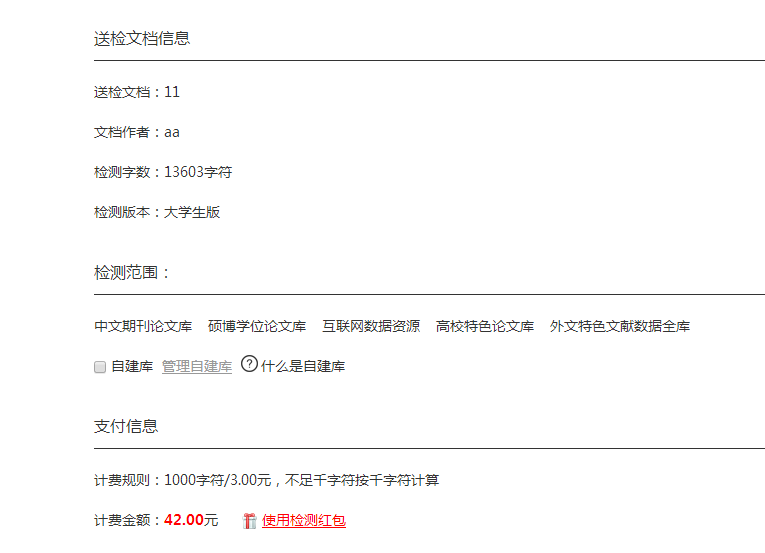 送检文档信息
送检文档：11
文档作者：aa
检测字数：13603字符
检测版本：大学生版
检测范围：
中文期刊论文库 硕博学位论文库 互联网数据资源 高校特色论文库 外文特色文献数据全库
自建库 管理自建库 ? 什么是自建库
支付信息
计费规则：1000字符/3.00元，不足千字符按千字符计算
计费金额：42.00元 使用检测红包